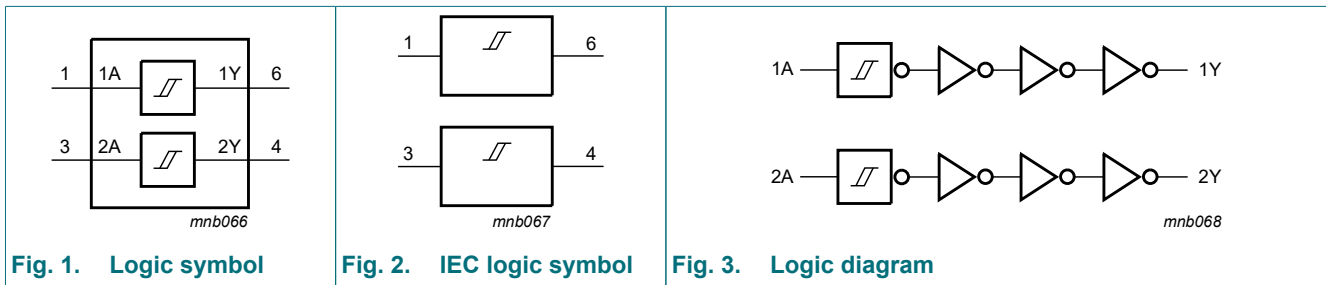 1 1A 1Y 6
3 2A 2Y 4
mnb066
Fig. 1. Logic symbol
1 6
3 4
mnb067
Fig. 2. IEC logic symbol
1A 1Y
2A 2Y
mnb068
Fig. 3. Logic diagram